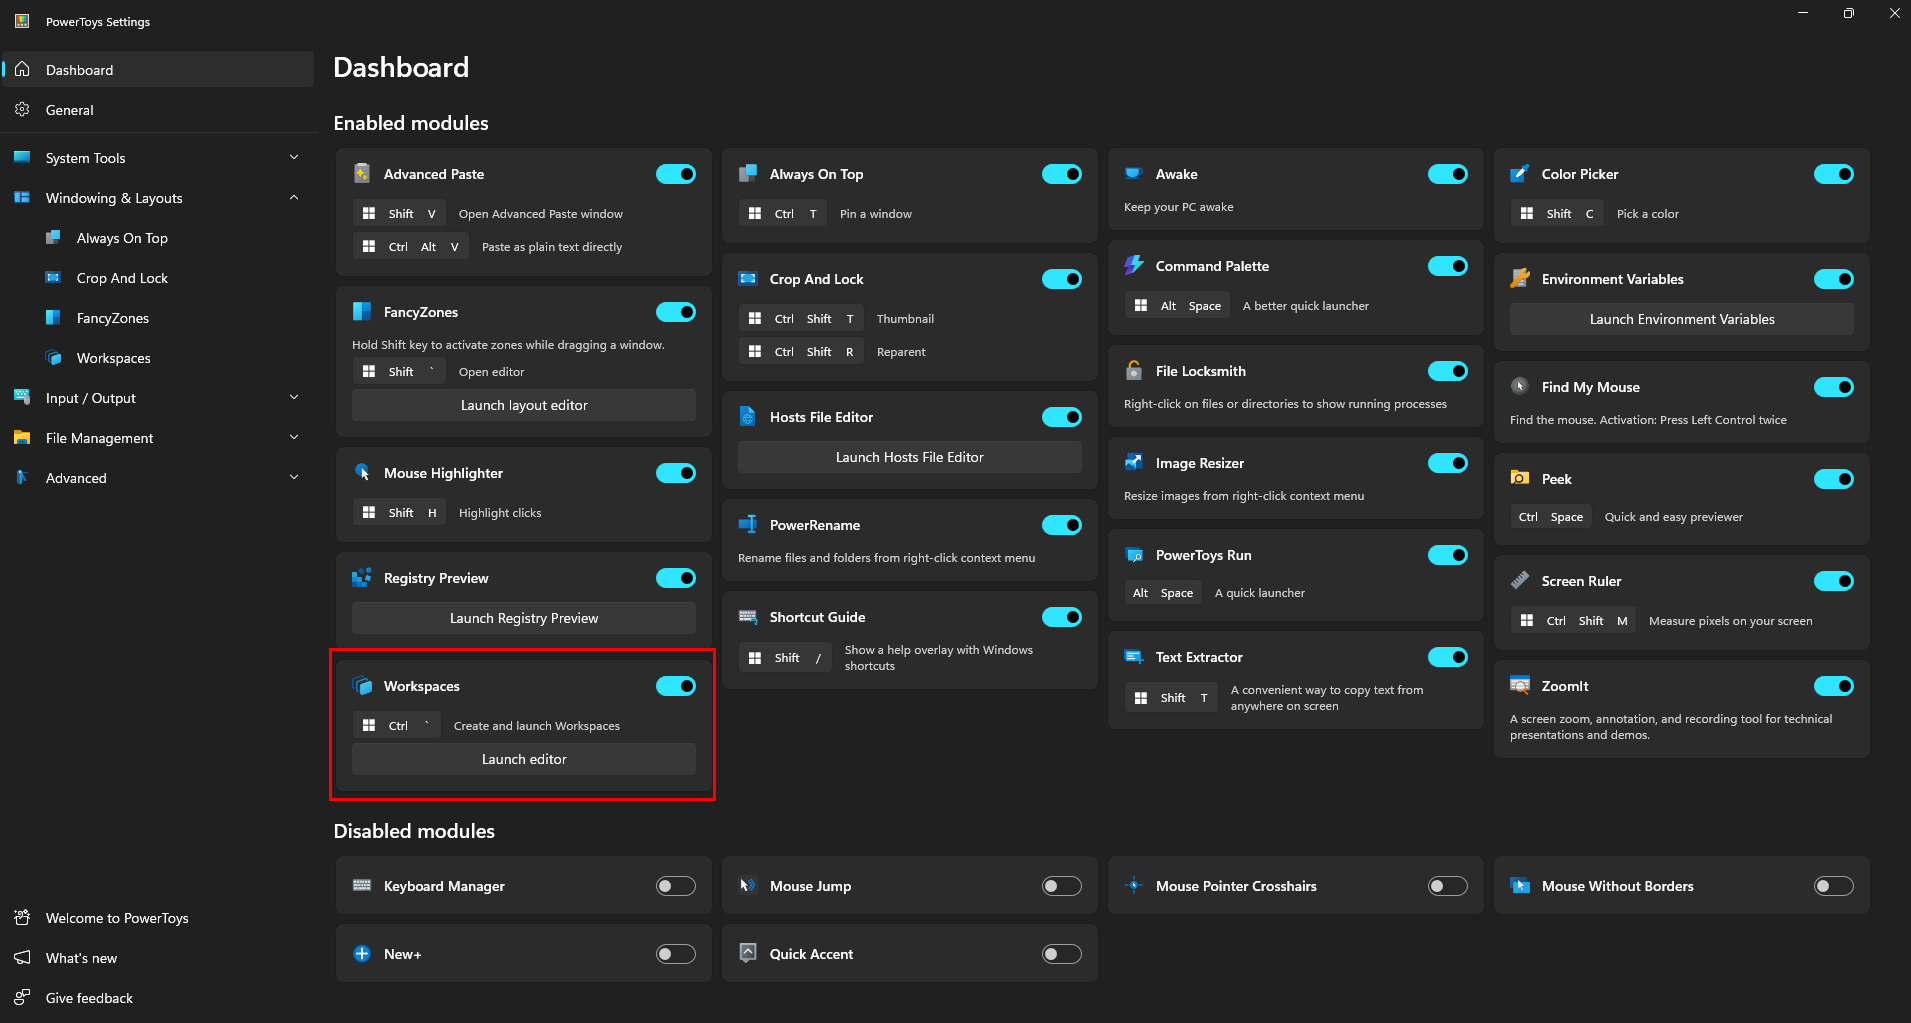 PowerToys Settings
Dashboard
General
System Tools
Windowing & Layouts
Always On Top
Crop And Lock
FancyZones
Workspaces
Input / Output
File Management
Advanced
Welcome to PowerToys
What's new
Give feedback
Dashboard
Enabled modules
Advanced Paste
Shift V Open Advanced Paste window
Ctrl Alt V Paste as plain text directly
FancyZones
Hold Shift key to activate zones while dragging a window.
Shift ` Open editor
Launch layout editor
Mouse Highlighter
Shift H Highlight clicks
Registry Preview
Launch Registry Preview
Workspaces
Ctrl ` Create and launch Workspaces
Launch editor
Always On Top
Ctrl T Pin a window
Crop And Lock
Ctrl Shift T Thumbnail
Ctrl Shift R Reparent
Hosts File Editor
Launch Hosts File Editor
PowerRename
Rename files and folders from right-click context menu
Shortcut Guide
Shift / Show a help overlay with Windows
shortcuts
Awake
Keep your PC awake
Command Palette
Alt Space A better quick launcher
File Locksmith
Right-click on files or directories to show running processes
Image Resizer
Resize images from right-click context menu
PowerToys Run
Alt Space A quick launcher
Text Extractor
Shift T A convenient way to copy text from
anywhere on screen
Color Picker
Shift C Pick a color
Environment Variables
Launch Environment Variables
Find My Mouse
Find the mouse. Activation: Press Left Control twice
Peek
Ctrl Space Quick and easy previewer
Screen Ruler
Ctrl Shift M Measure pixels on your screen
ZoomIt
A screen zoom, annotation, and recording tool for technical
presentations and demos.
Disabled modules
Keyboard Manager
Mouse Jump
Mouse Pointer Crosshairs
Mouse Without Borders
New+
Quick Accent